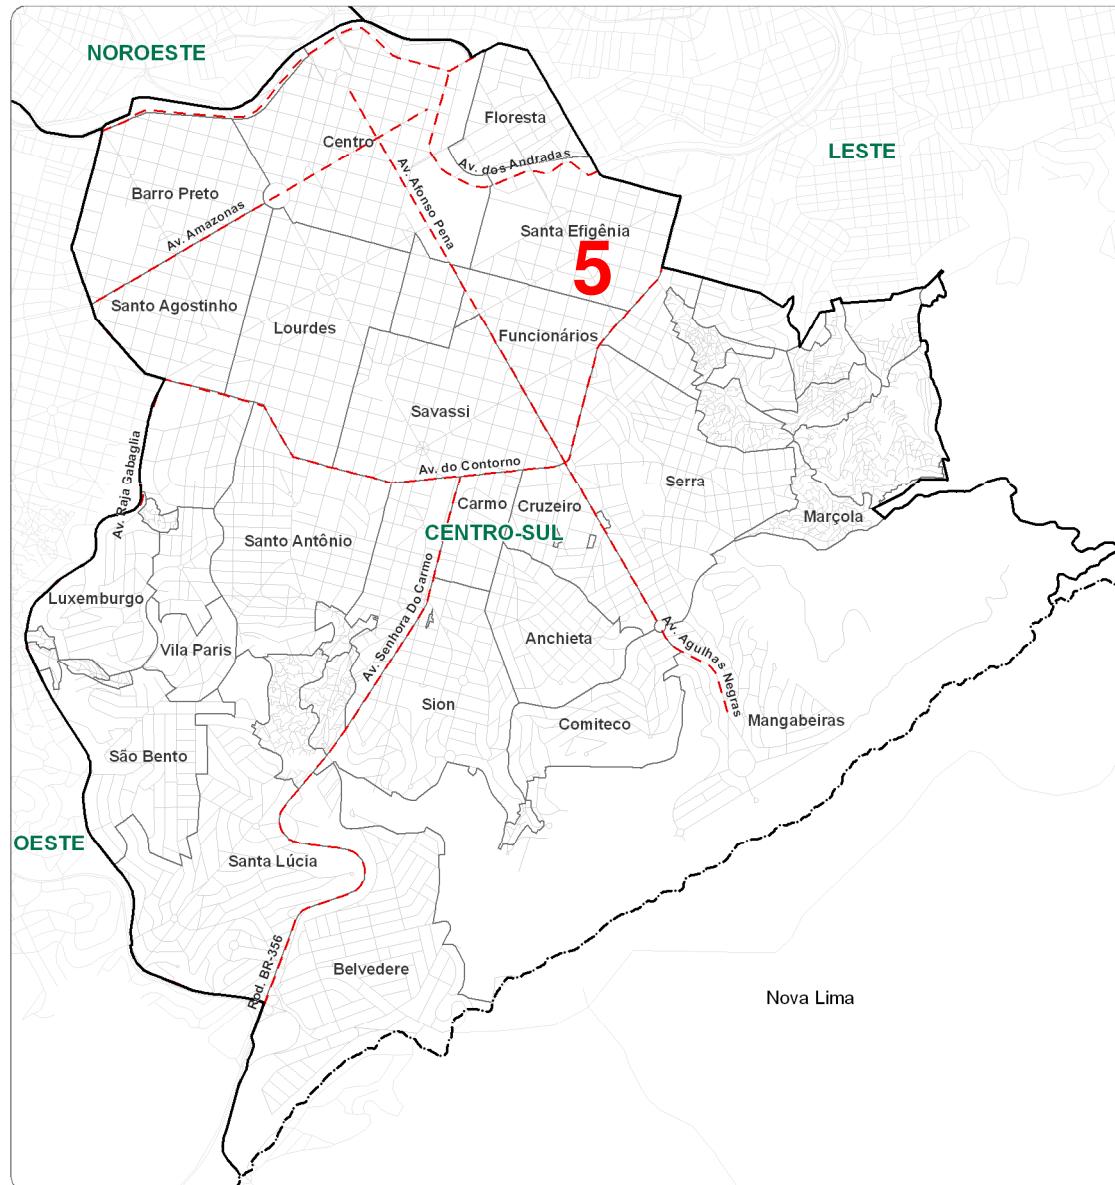 NOROESTE
Floresta
Centro
LESTE
Av. dos Andradas
Barro Preto
Av. Afonso Pena
Av. Amazonas
Santa Efigênia
5
Santo Agostinho
Lourdes
Funcionários
Savassi
Av. do Contorno
Av. Raja Gabaglia
Serra
Carmo
Cruzeiro
Marçola
CENTRO-SUL
Santo Antônio
Luxemburgo
Av. Senhora Do Carmo
Anchieta
Vila Paris
Av. Agulhas Negras
Sion
Comiteco
Mangabeiras
São Bento
OESTE
Santa Lúcia
Rod. BR-356
Belvedere
Nova Lima